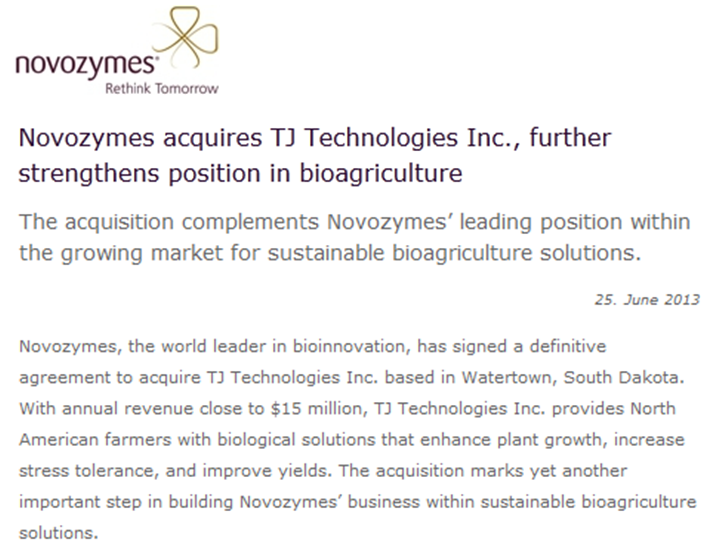 novozymes®
Rethink Tomorrow
Novozymes acquires TJ Technologies Inc., further
strengthens position in bioagriculture
The acquisition complements Novozymes’ leading position within
the growing market for sustainable bioagriculture solutions.
25. June 2013
Novozymes, the world leader in bioinnovation, has signed a definitive
agreement to acquire TJ Technologies Inc. based in Watertown, South Dakota.
With annual revenue close to $15 million, TJ Technologies Inc. provides North
American farmers with biological solutions that enhance plant growth, increase
stress tolerance, and improve yields. The acquisition marks yet another
important step in building Novozymes’ business within sustainable bioagriculture
solutions.